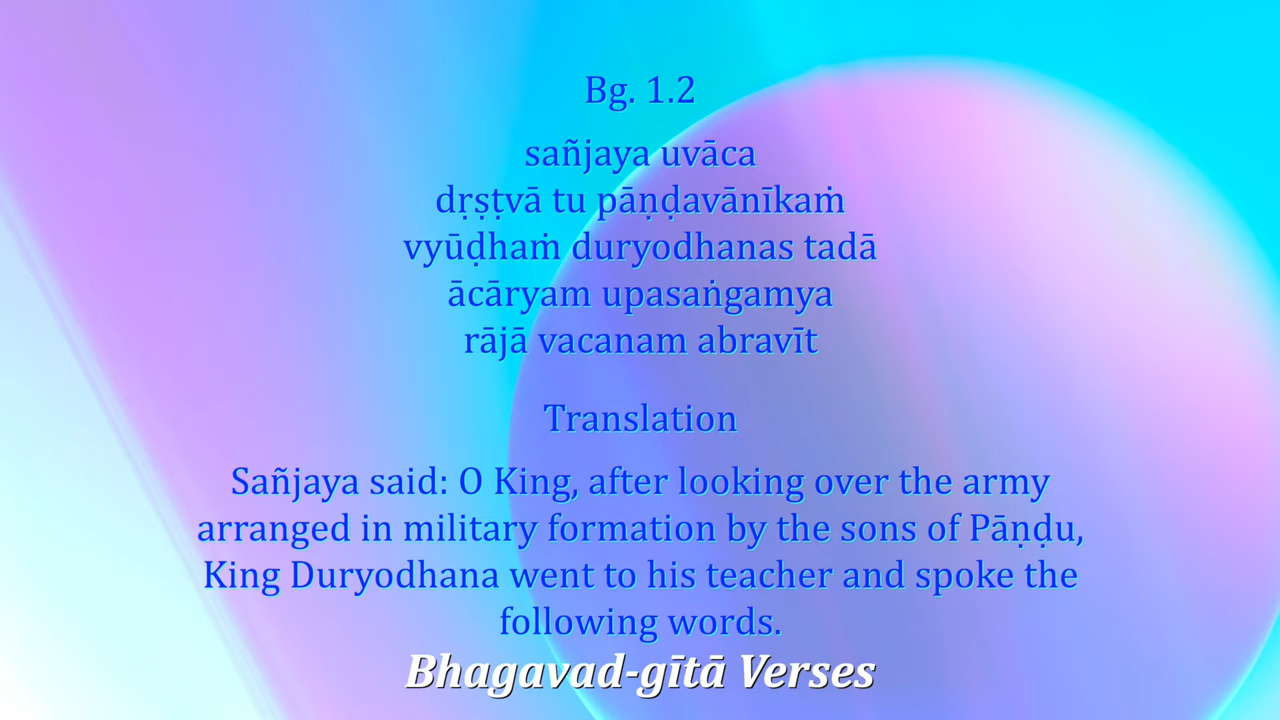 Bg. 1.2
sañjaya uvāca
dṛṣṭvā tu pāṇḍavānīkaṁ
vyūḍhaṁ duryodhanas tadā
ācāryam upasaṅgamya
rājā vacanam abravīt
Translation
Sañjaya said: O King, after looking over the army
arranged in military formation by the sons of Pāṇḍu,
King Duryodhana went to his teacher and spoke the
following words.
Bhagavad-gītā Verses